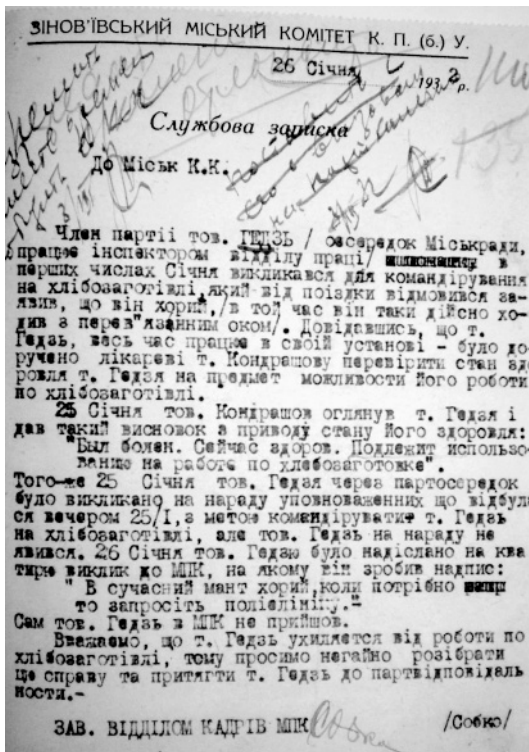 ЗІНОВ'ЇВСЬКИЙ МІСЬКИЙ КОМІТЕТ К. П. (б.) У.
26 Січня 1932 р.
Службова записка
До Міськ К.К.
Член партії тов. ГЕДЗЬ / осередок Міськради,
працює інспектором відділу праці/ в
перших числах Січня викликався для командірування
на хлібозаготівлі,який від поїздки відмовився за-
явив, що він хорий,/в той час він таки дійсно хо-
див з перев"язанним оком/. Довідавшись, що т.
Гедзь, весь час працює в своїй установі - було до-
ручено лікареві т. Кондрашову перевірити стан здо
ровля т. Гедзя на предмет можливости його роботи
по хлібозаготівлі.
25 Січня тов. Кондрашов оглянув т. Гедзя і
дав такий висновок а приводу стану його здоровля:
"Был болен. Сейчас здоров. Подлежит использо-
ванию на работе по хлебозаготовке".
Того-же 25 Січня тов. Гедзя через партосередок
було викликано на нараду уповноваженних що відбула
ся вечером 25/І,з метою командірувати т. Гедзь
на хлібозаготівлі, але тов. Гедзь на нараду не
явився. 26 Січня тов. Гедзю було надіслано на ква
тирю виклик до МПК, на якому він зробив надпис:
" В сучасний мант хорий,коли потрібно
то запросіть поліклініку."
Сам тов. Гедзь в МПК не прийшов.
Вважаємо, що т. Гедзь ухиляется від роботи по
хлібозаготівлі, тому просимо негайно розібрати
це справу та притягти т. Гедзь до партвідповідаль
ности.-
ЗАВ. ВІДДІЛОМ КАДРІВ МПК /Собко/